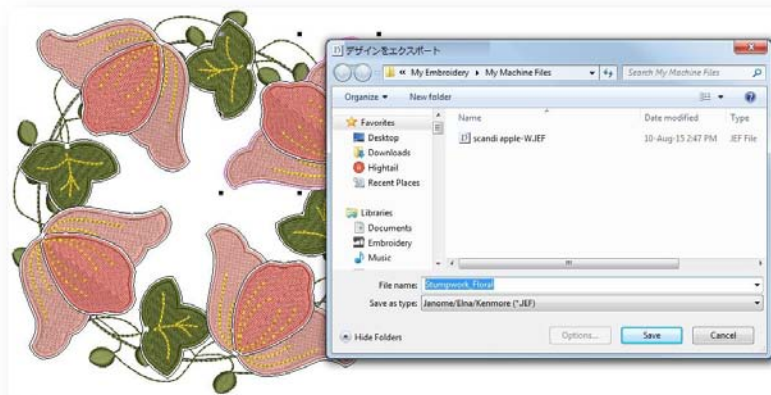 デザインをエクスポート
« My Embroidery ▸ My Machine Files
Search My Machine Files
Organize ▾ New folder
Favorites
Desktop
Downloads
Hightail
Recent Places
Libraries
Documents
Embroidery
Music
Name Date modified Type
scandi apple-W.JEF 10-Aug-15 2:47 PM JEF File
File name: Stumpwork_Floral
Save as type: Janome/Elna/Kenmore (*.JEF)
Hide Folders Options... Save Cancel